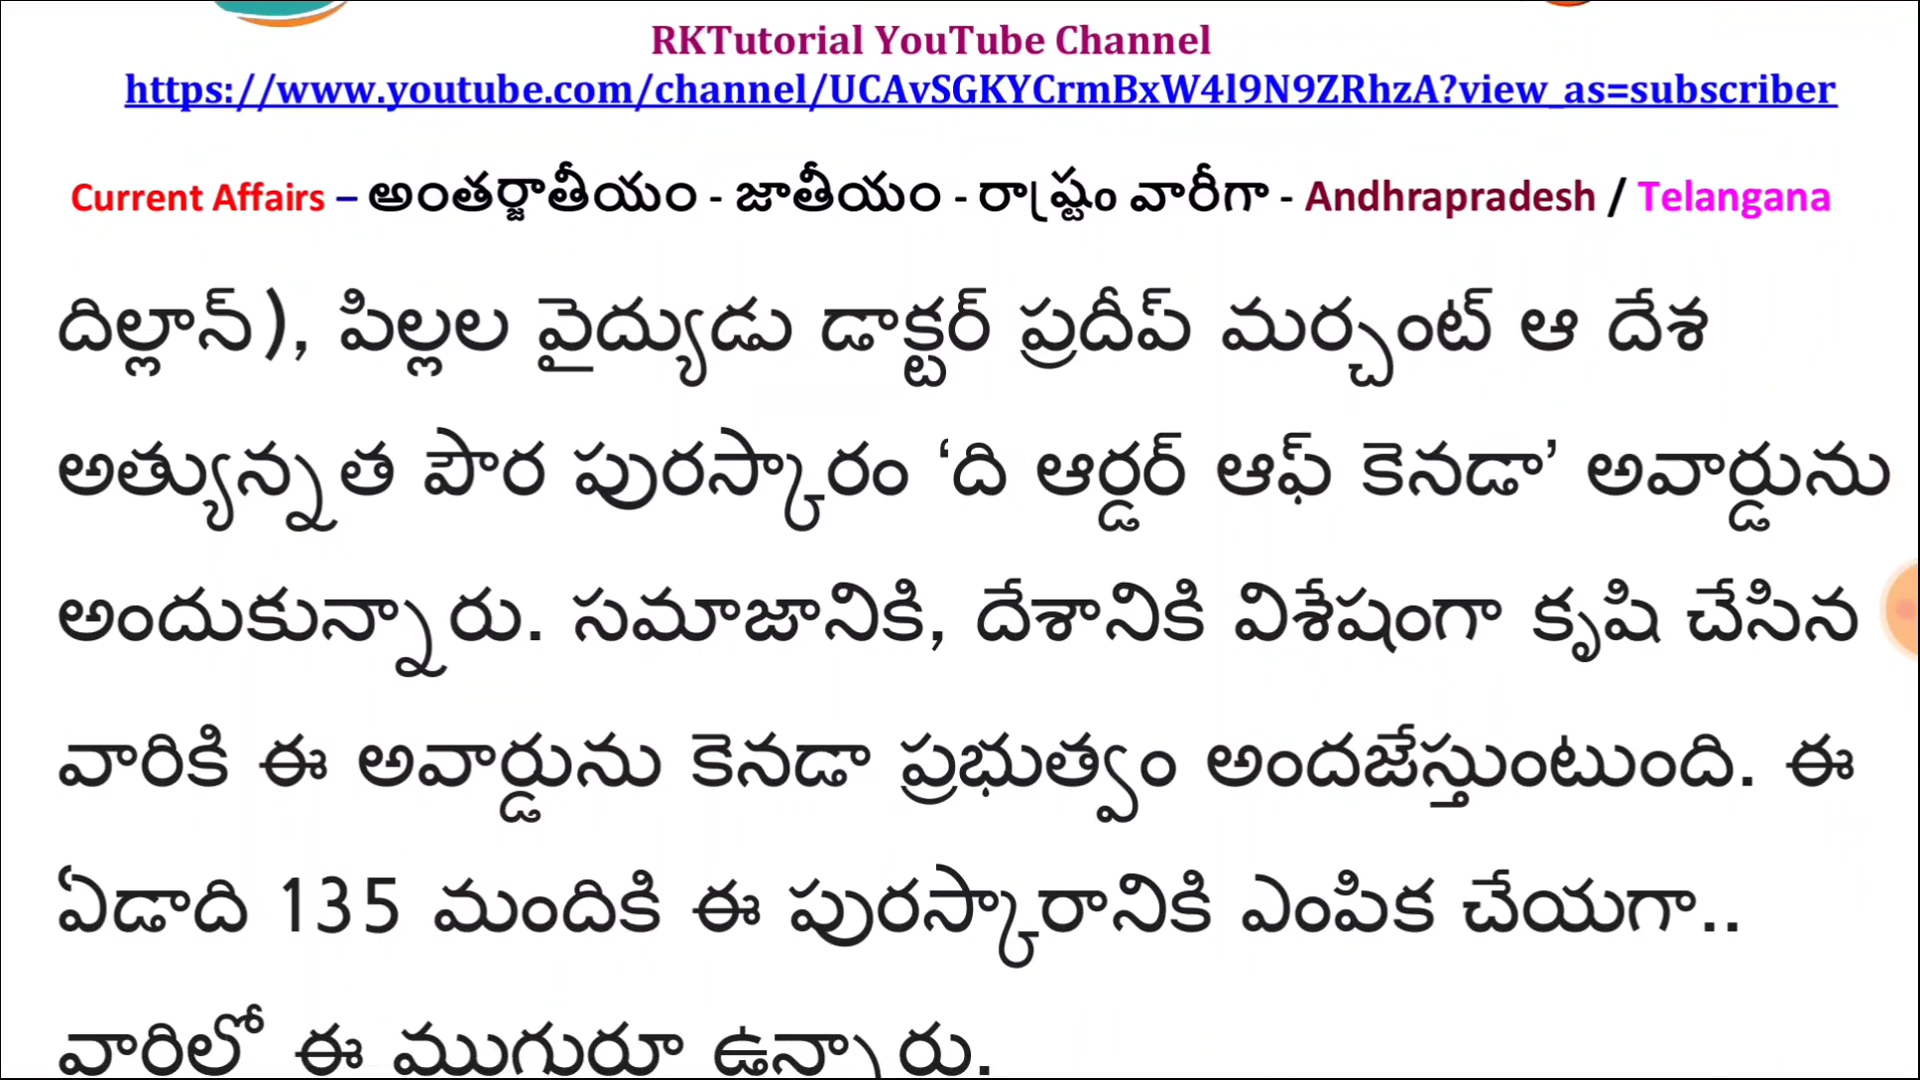 RKTutorial YouTube Channel
https://www.youtube.com/channel/UCAvSGKYCrmBxW4l9N9ZRhzA?view_as=subscriber
Current Affairs – అంతర్జాతీయం - జాతీయం - రాష్ట్రం వారీగా - Andhrapradesh / Telangana
దిల్లాన్), పిల్లల వైద్యుడు డాక్టర్ ప్రదీప్ మర్చంట్ ఆ దేశ
అత్యున్నత పౌర పురస్కారం ‘ది ఆర్డర్ ఆఫ్ కెనడా’ అవార్డును
అందుకున్నారు. సమాజానికి, దేశానికి విశేషంగా కృషి చేసిన
వారికి ఈ అవార్డును కెనడా ప్రభుత్వం అందజేస్తుంటుంది. ఈ
ఏడాది 135 మందికి ఈ పురస్కారానికి ఎంపిక చేయగా..
వారిలో ఈ ముగురూ ఉన్నారు.